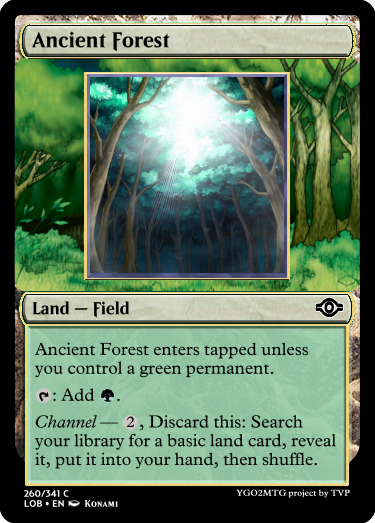 Ancient Forest
Land — Field
Ancient Forest enters tapped unless
you control a green permanent.
: Add .
Channel — 2, Discard this: Search
your library for a basic land card, reveal
it, put it into your hand, then shuffle.
260/341 C
YGO2MTG project by TVP
LOB • EN Konami